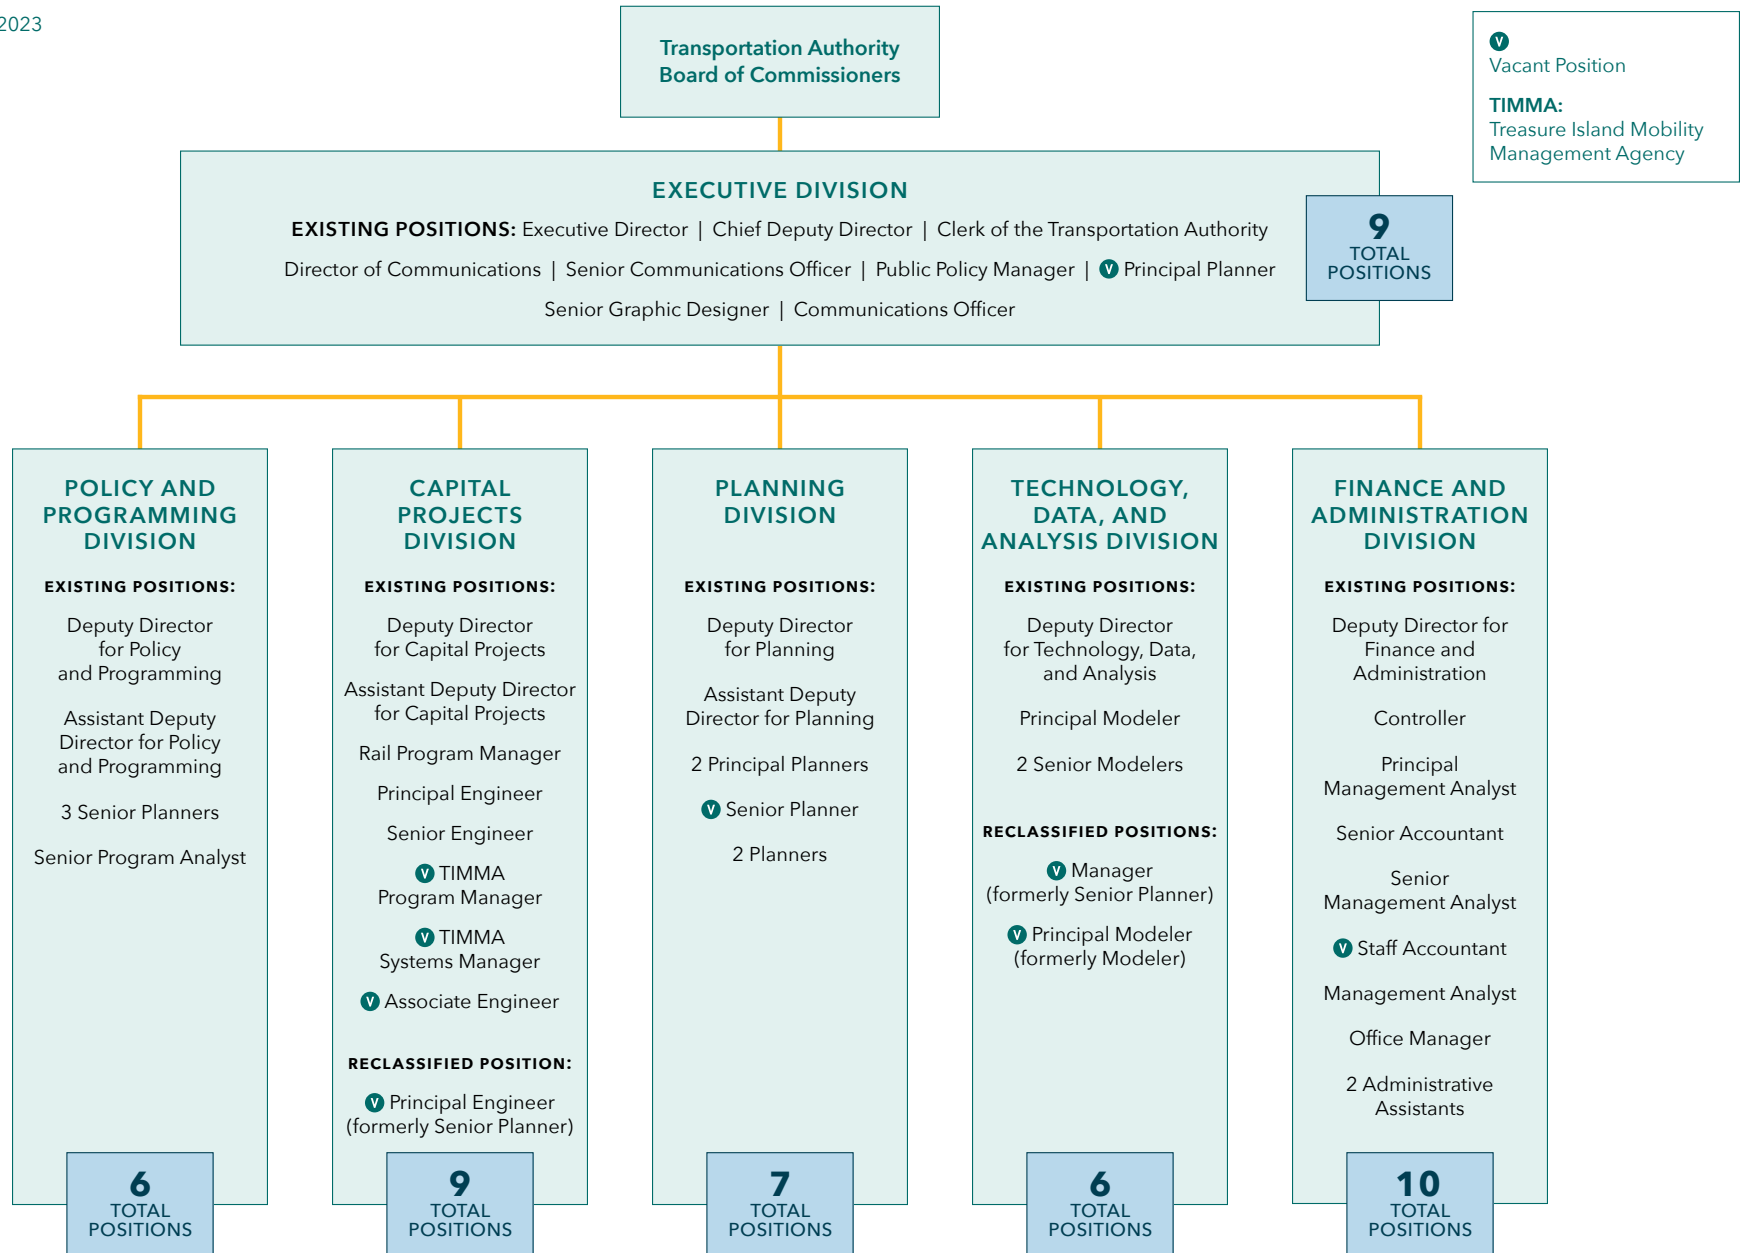 2023
Transportation Authority
Board of Commissioners
V
Vacant Position
TIMMA:
Treasure Island Mobility
Management Agency
EXECUTIVE DIVISION
EXISTING POSITIONS: Executive Director | Chief Deputy Director | Clerk of the Transportation Authority
Director of Communications | Senior Communications Officer | Public Policy Manager | V Principal Planner
Senior Graphic Designer | Communications Officer
9
TOTAL
POSITIONS
POLICY AND
PROGRAMMING
DIVISION
EXISTING POSITIONS:
Deputy Director
for Policy
and Programming
Assistant Deputy
Director for Policy
and Programming
3 Senior Planners
Senior Program Analyst
6
TOTAL
POSITIONS
CAPITAL
PROJECTS
DIVISION
EXISTING POSITIONS:
Deputy Director
for Capital Projects
Assistant Deputy Director
for Capital Projects
Rail Program Manager
Principal Engineer
Senior Engineer
V TIMMA
Program Manager
V TIMMA
Systems Manager
V Associate Engineer
RECLASSIFIED POSITION:
V Principal Engineer
(formerly Senior Planner)
9
TOTAL
POSITIONS
PLANNING
DIVISION
EXISTING POSITIONS:
Deputy Director
for Planning
Assistant Deputy
Director for Planning
2 Principal Planners
V Senior Planner
2 Planners
7
TOTAL
POSITIONS
TECHNOLOGY,
DATA, AND
ANALYSIS DIVISION
EXISTING POSITIONS:
Deputy Director
for Technology, Data,
and Analysis
Principal Modeler
2 Senior Modelers
RECLASSIFIED POSITIONS:
V Manager
(formerly Senior Planner)
V Principal Modeler
(formerly Modeler)
6
TOTAL
POSITIONS
FINANCE AND
ADMINISTRATION
DIVISION
EXISTING POSITIONS:
Deputy Director for
Finance and
Administration
Controller
Principal
Management Analyst
Senior Accountant
Senior
Management Analyst
V Staff Accountant
Management Analyst
Office Manager
2 Administrative
Assistants
10
TOTAL
POSITIONS